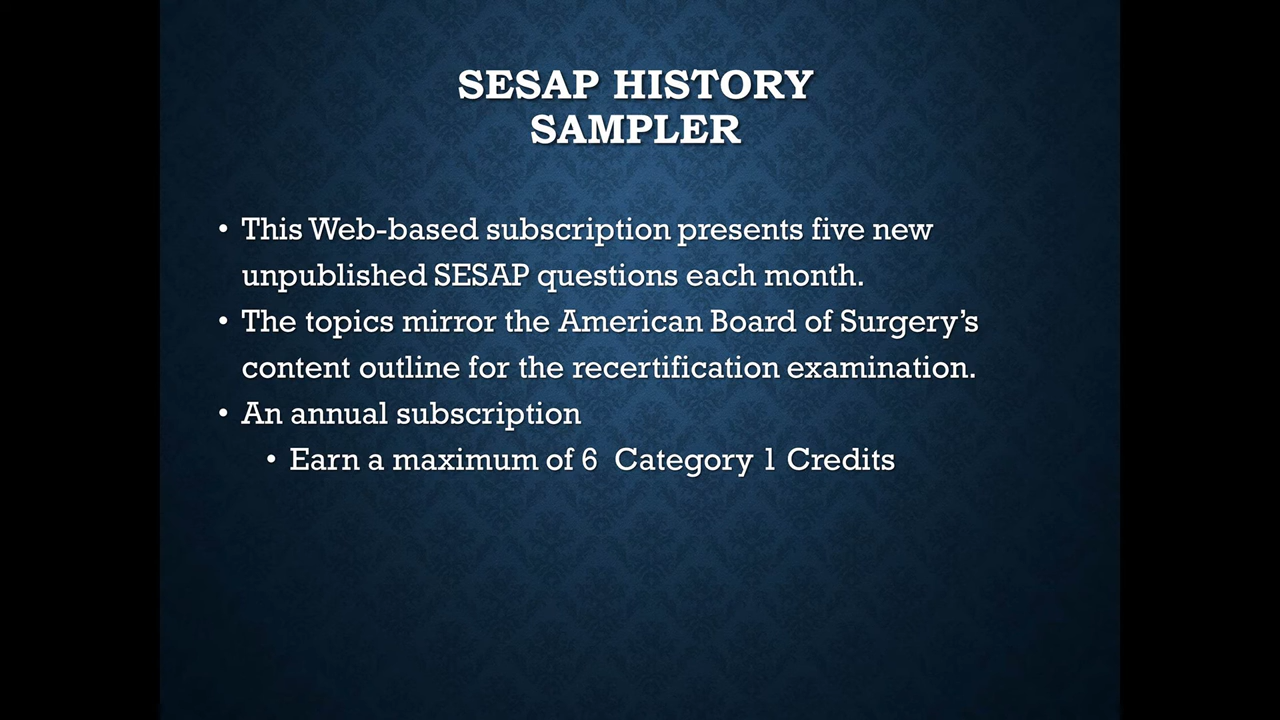 SESAP HISTORY
SAMPLER
• This Web-based subscription presents five new
unpublished SESAP questions each month.
• The topics mirror the American Board of Surgery’s
content outline for the recertification examination.
• An annual subscription
• Earn a maximum of 6  Category 1 Credits